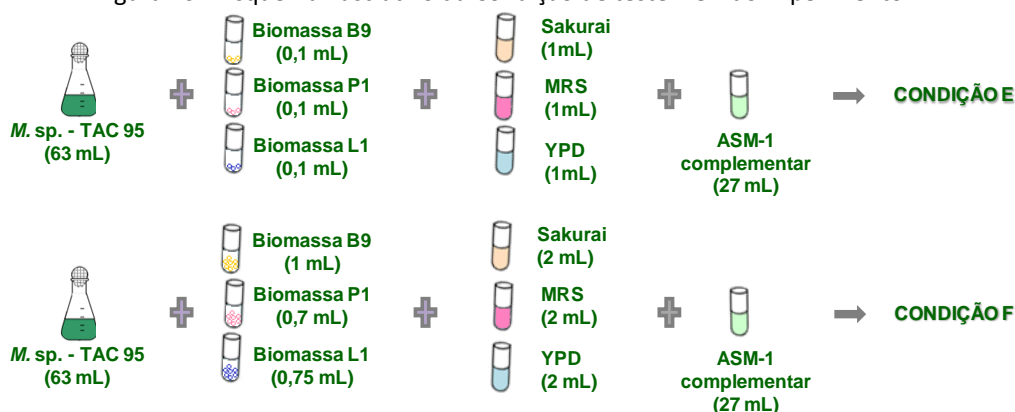 Biomassa B9
(0,1 mL)
Biomassa P1
(0,1 mL)
Biomassa L1
(0,1 mL)
Sakurai
(1mL)
MRS
(1mL)
YPD
(1mL)
M. sp. - TAC 95
(63 mL)
ASM-1
complementar
(27 mL)
CONDIÇÃO E
Biomassa B9
(1 mL)
Biomassa P1
(0,7 mL)
Biomassa L1
(0,75 mL)
Sakurai
(2 mL)
MRS
(2 mL)
YPD
(2 mL)
M. sp. - TAC 95
(63 mL)
ASM-1
complementar
(27 mL)
CONDIÇÃO F